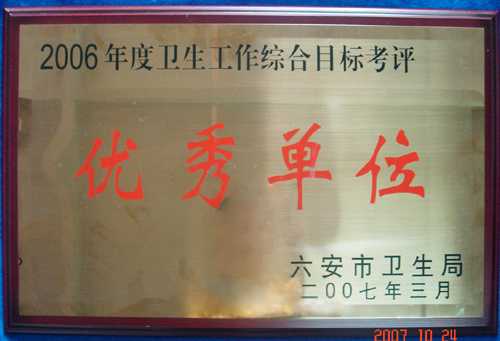 2006年度卫生工作综合目标考评
优秀单位
六安市卫生局
二00七年三月
2007 10 24